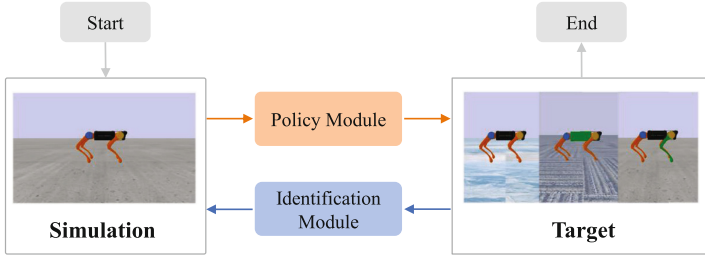 Start
End
Policy Module
Identification
Module
Simulation
Target